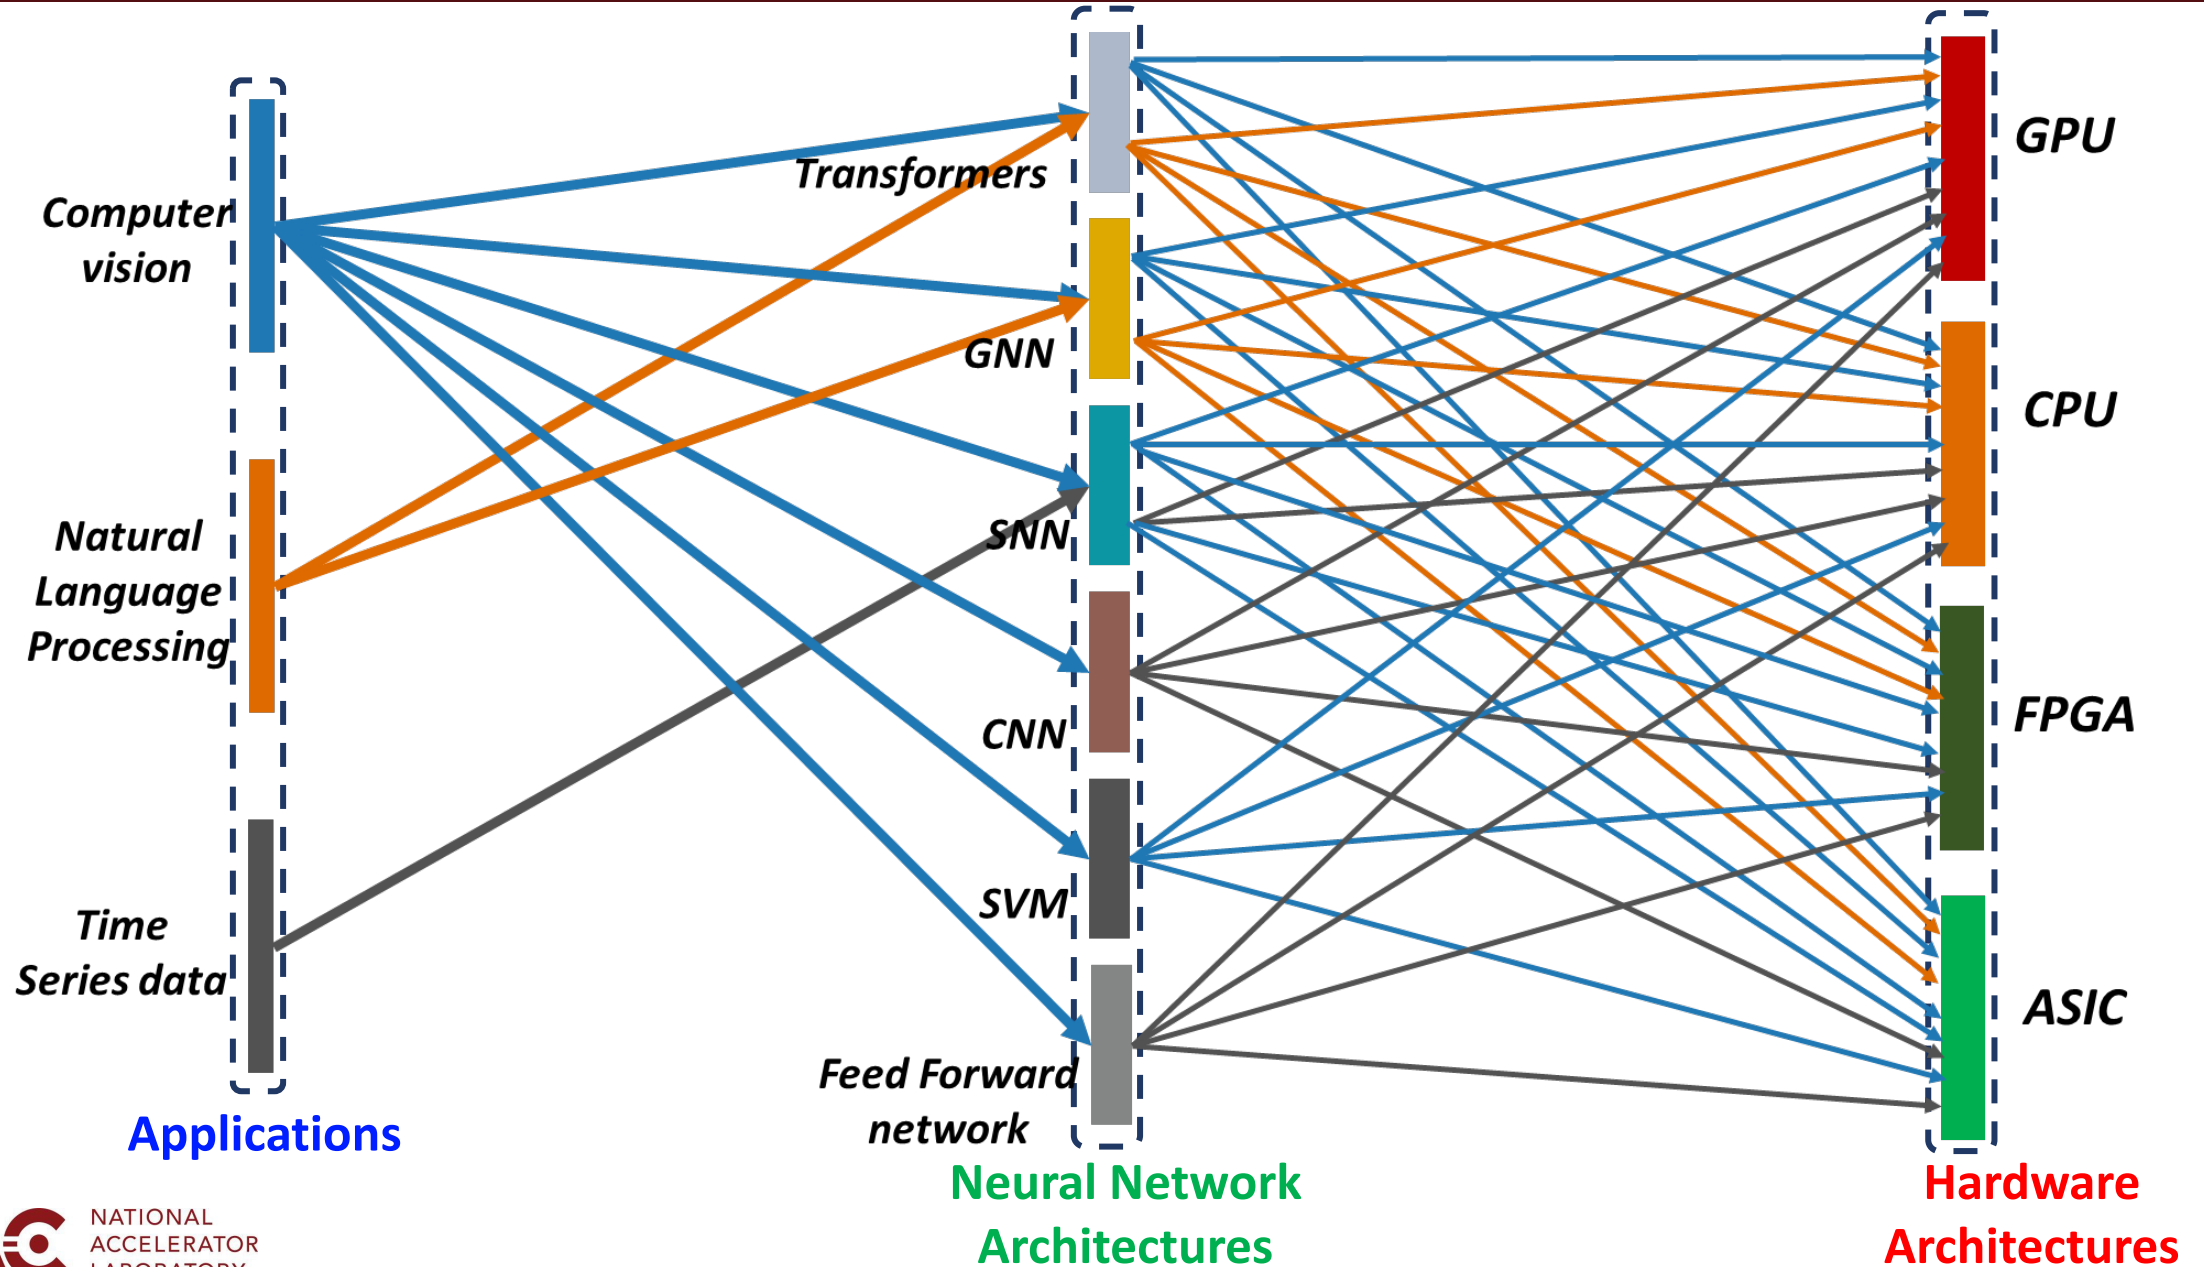 Computer
vision
Natural
Language
Processing
Time
Series data
Applications
Transformers
GNN
SNN
CNN
SVM
Feed Forward
network
Neural Network
Architectures
GPU
CPU
FPGA
ASIC
Hardware
Architectures
NATIONAL
ACCELERATOR
LABORATORY